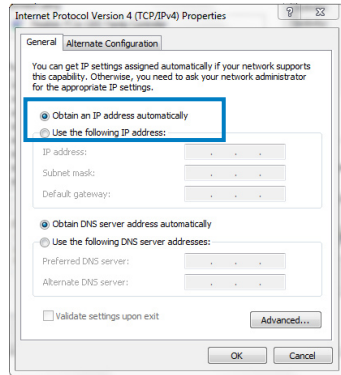 Internet Protocol Version 4 (TCP/IPv4) Properties
General
Alternate Configuration
You can get IP settings assigned automatically if your network supports
this capability. Otherwise, you need to ask your network administrator
for the appropriate IP settings.
Obtain an IP address automatically
Use the following IP address:
IP address:
Subnet mask:
Default gateway:
Obtain DNS server address automatically
Use the following DNS server addresses:
Preferred DNS server:
Alternate DNS server:
Validate settings upon exit
Advanced...
OK
Cancel